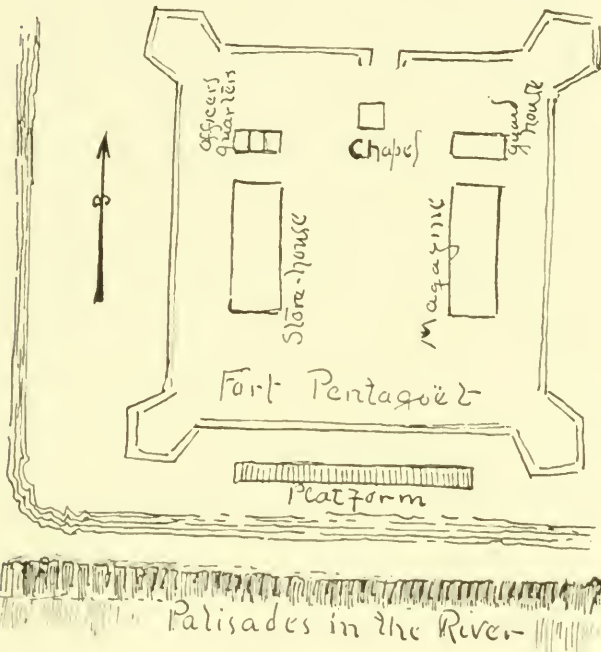 officers
quarters
Chapel
guard
house
Store-house
Magazine
Fort Pentagoët
Platform
Palisades in the River